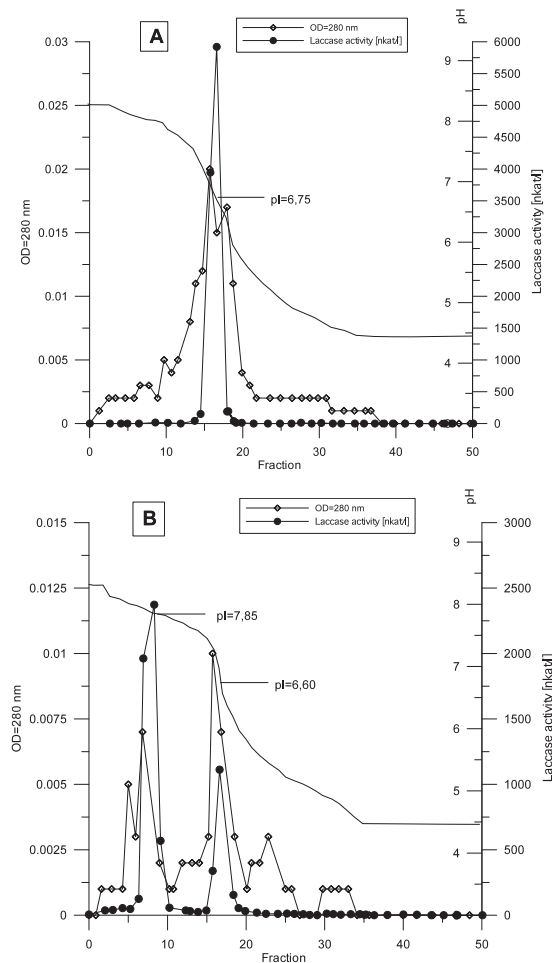 A
OD=280 nm
Laccase activity [nkat/l]
pH
0.03
0.025
0.02
0.015
0.01
0.005
0
OD=280 nm
9
8
7
6
5
4
6000
5500
5000
4500
4000
3500
3000
2500
2000
1500
1000
500
0
Laccase activity [nkat/l]
pI=6,75
0 10 20 30 40 50
Fraction
B
OD=280 nm
Laccase activity [nkat/l]
pH
0.015
0.0125
0.01
0.0075
0.005
0.0025
0
OD=280 nm
9
8
7
6
5
4
3000
2500
2000
1500
1000
500
0
Laccase activity [nkat/l]
pI=7,85
pI=6,60
0 10 20 30 40 50
Fraction